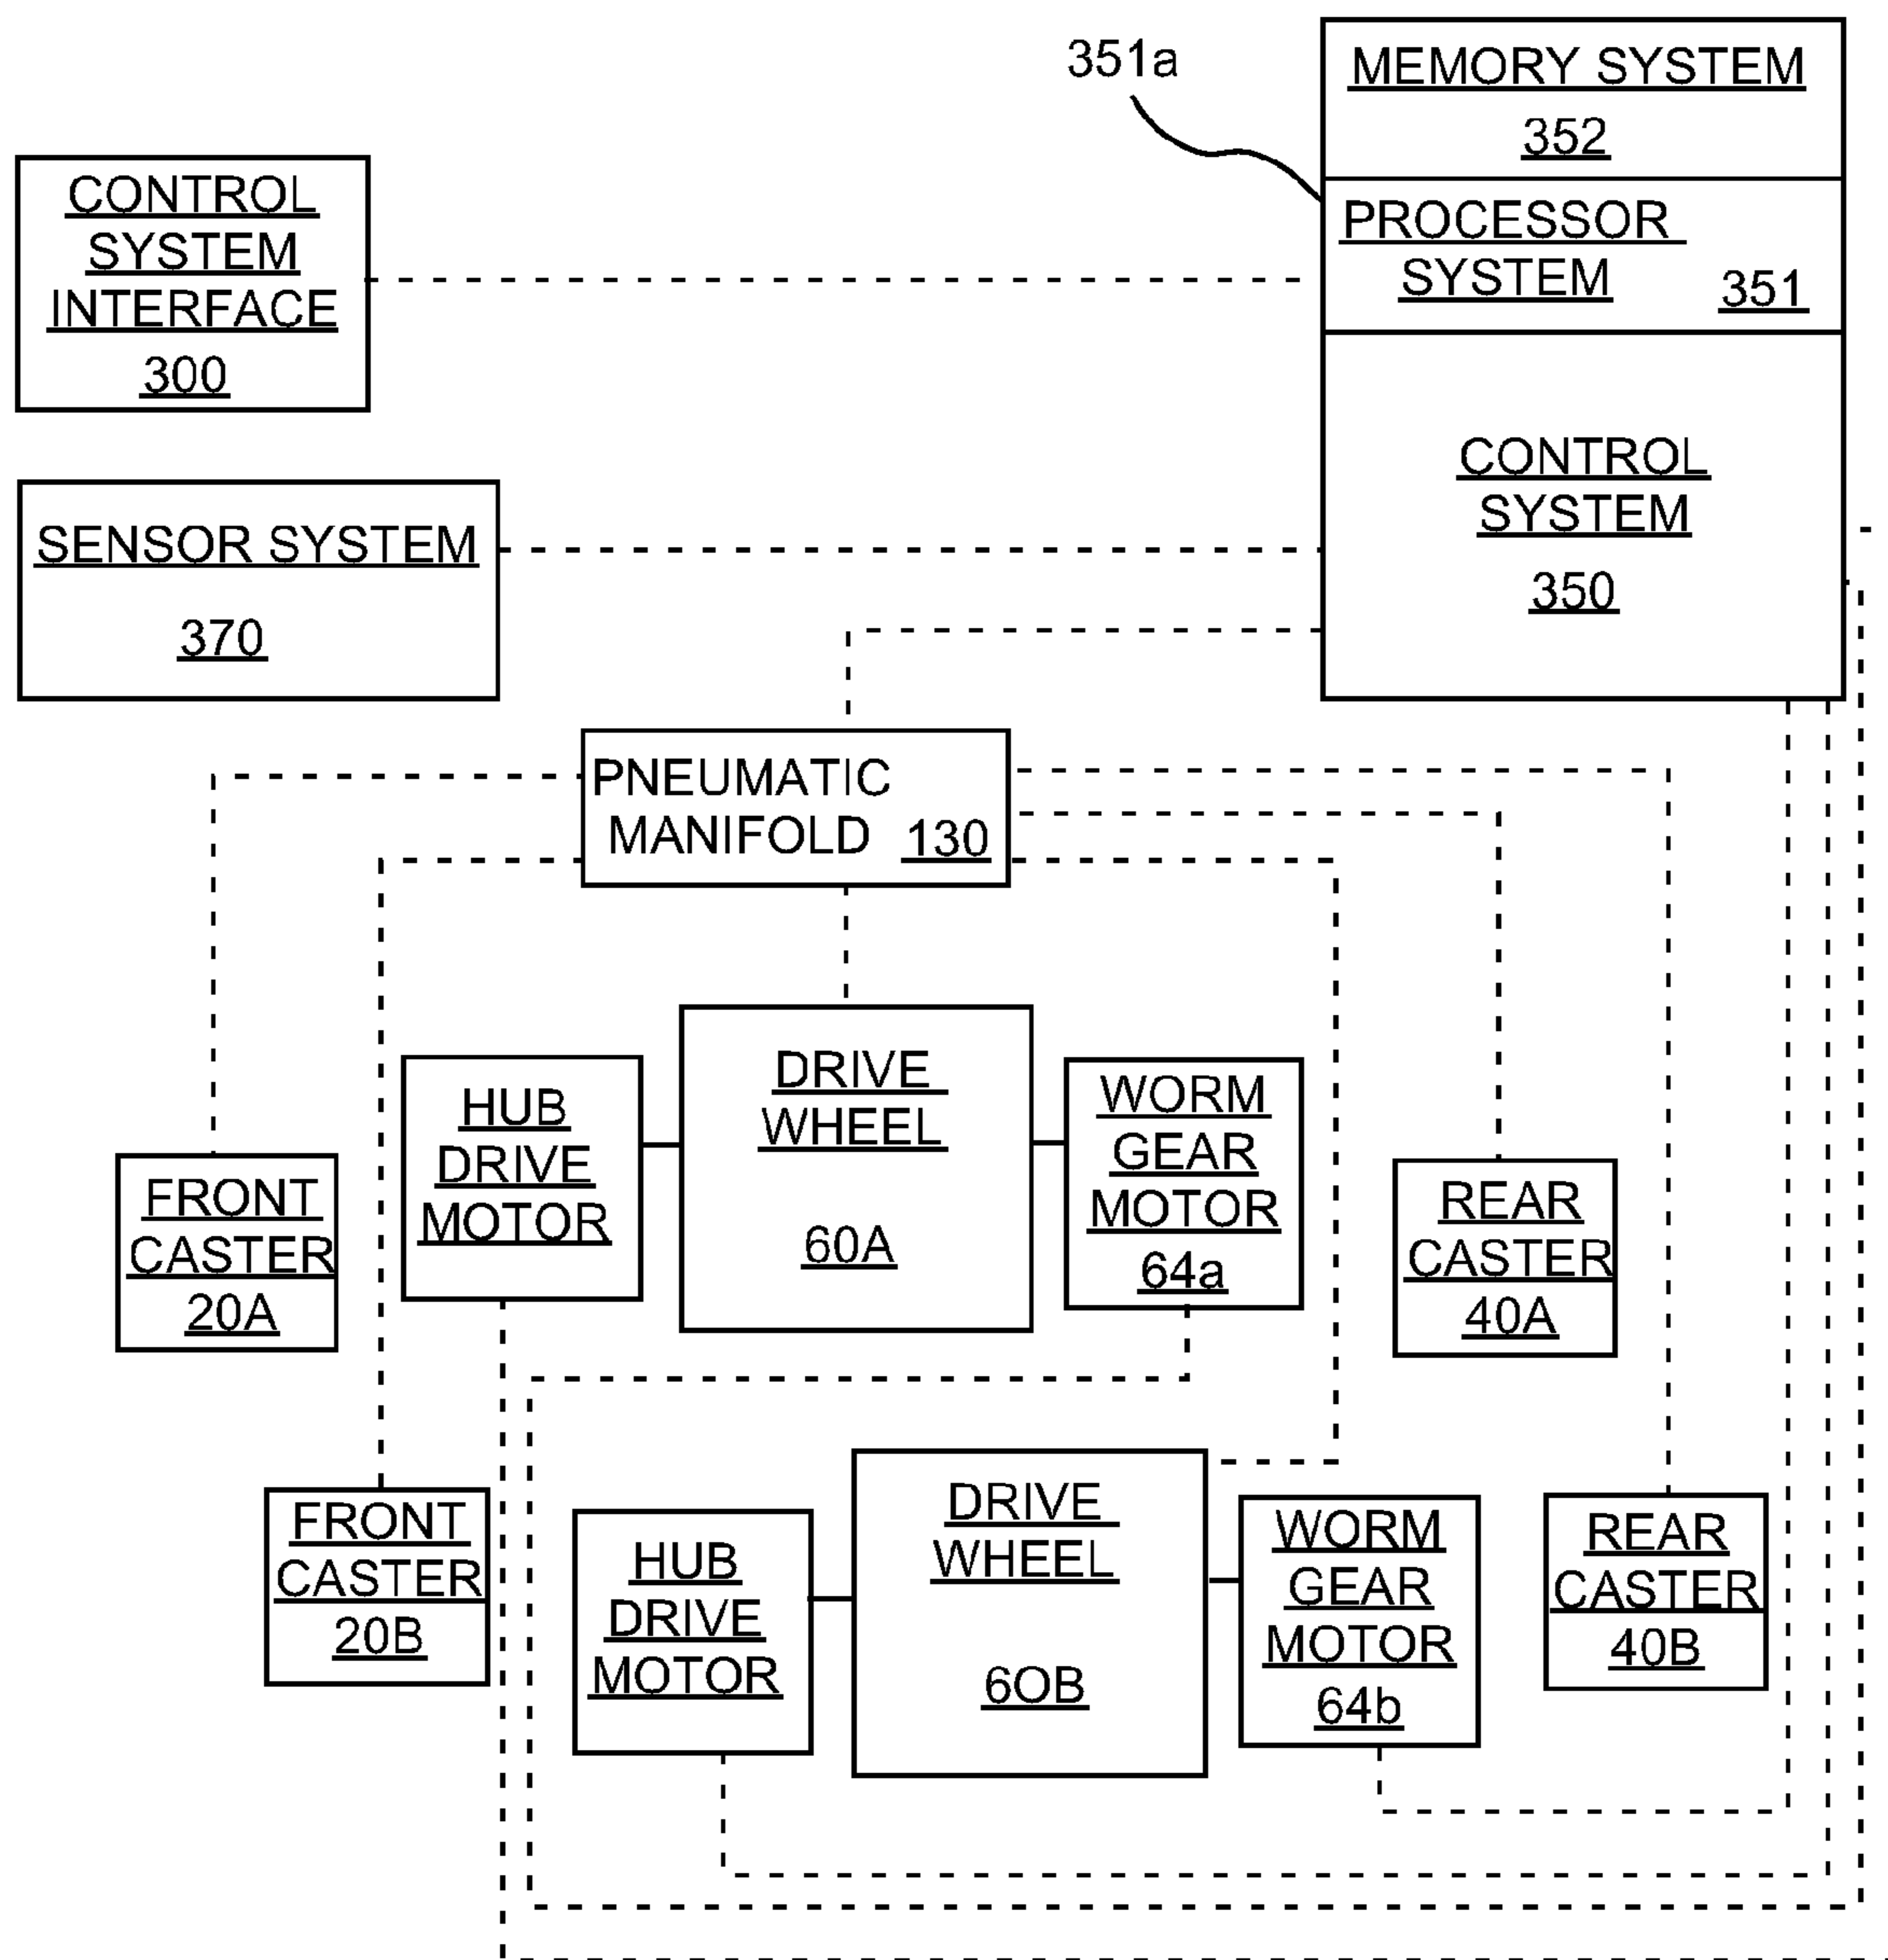 351a
MEMORY SYSTEM
352
PROCESSOR
SYSTEM
351
CONTROL
SYSTEM
INTERFACE
300
CONTROL
SYSTEM
350
SENSOR SYSTEM
370
PNEUMATIC
MANIFOLD 130
HUB
DRIVE
MOTOR
DRIVE
WHEEL
60A
WORM
GEAR
MOTOR
64a
FRONT
CASTER
20A
REAR
CASTER
40A
FRONT
CASTER
20B
HUB
DRIVE
MOTOR
DRIVE
WHEEL
6OB
WORM
GEAR
MOTOR
64b
REAR
CASTER
40B